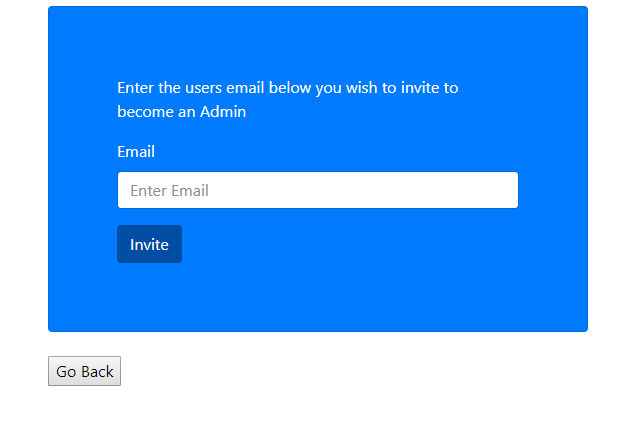 Enter the users email below you wish to invite to
become an Admin
Email
Enter Email
Invite
Go Back